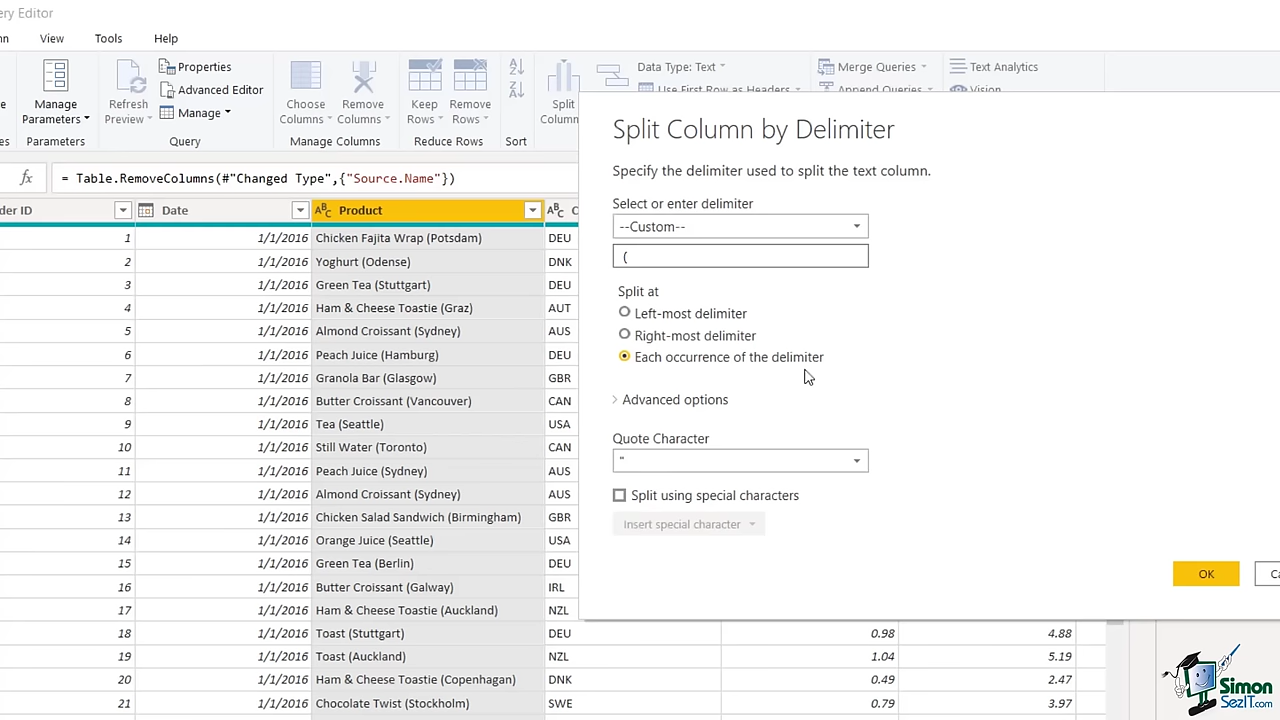 ery Editor
n View Tools Help
Manage Parameters
Parameters
Refresh Preview
Properties
Advanced Editor
Manage
Query
Choose Columns
Remove Columns
Manage Columns
Keep Rows
Remove Rows
Reduce Rows
Sort
Split Column
Data Type: Text
Use First Row as Headers
Merge Queries
Append Queries
Text Analytics
Vision
fx = Table.RemoveColumns(#"Changed Type",{"Source.Name"})
der ID Date ABC Product ABC C
1 1/1/2016 Chicken Fajita Wrap (Potsdam) DEU
2 1/1/2016 Yoghurt (Odense) DNK
3 1/1/2016 Green Tea (Stuttgart) DEU
4 1/1/2016 Ham & Cheese Toastie (Graz) AUT
5 1/1/2016 Almond Croissant (Sydney) AUS
6 1/1/2016 Peach Juice (Hamburg) DEU
7 1/1/2016 Granola Bar (Glasgow) GBR
8 1/1/2016 Butter Croissant (Vancouver) CAN
9 1/1/2016 Tea (Seattle) USA
10 1/1/2016 Still Water (Toronto) CAN
11 1/1/2016 Peach Juice (Sydney) AUS
12 1/1/2016 Almond Croissant (Sydney) AUS
13 1/1/2016 Chicken Salad Sandwich (Birmingham) GBR
14 1/1/2016 Orange Juice (Seattle) USA
15 1/1/2016 Green Tea (Berlin) DEU
16 1/1/2016 Butter Croissant (Galway) IRL
17 1/1/2016 Ham & Cheese Toastie (Auckland) NZL
18 1/1/2016 Toast (Stuttgart) DEU 0.98 4.88
19 1/1/2016 Toast (Auckland) NZL 1.04 5.19
20 1/1/2016 Ham & Cheese Toastie (Copenhagan) DNK 0.49 2.47
21 1/1/2016 Chocolate Twist (Stockholm) SWE 0.79 3.97
Split Column by Delimiter
Specify the delimiter used to split the text column.
Select or enter delimiter
--Custom--
(
Split at
Left-most delimiter
Right-most delimiter
Each occurrence of the delimiter
Advanced options
Quote Character
"
Split using special characters
Insert special character
OK
Ca
Simon
SezIT.com